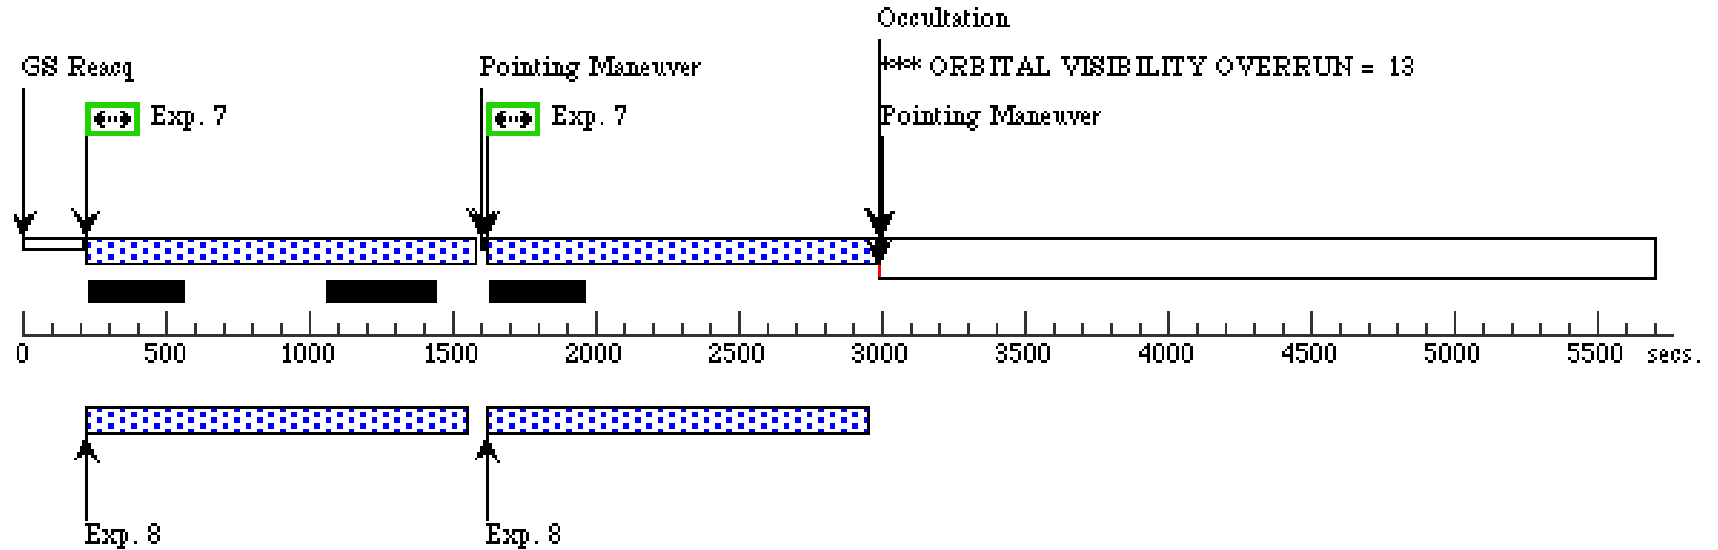 Occultation
GS Reacq
Pointing Maneuver
*** ORBITAL VISIBILITY OVERRUN = 13
Exp. 7
Exp. 7
Pointing Maneuver
0 500 1000 1500 2000 2500 3000 3500 4000 4500 5000 5500 secs.
Exp. 8
Exp. 8